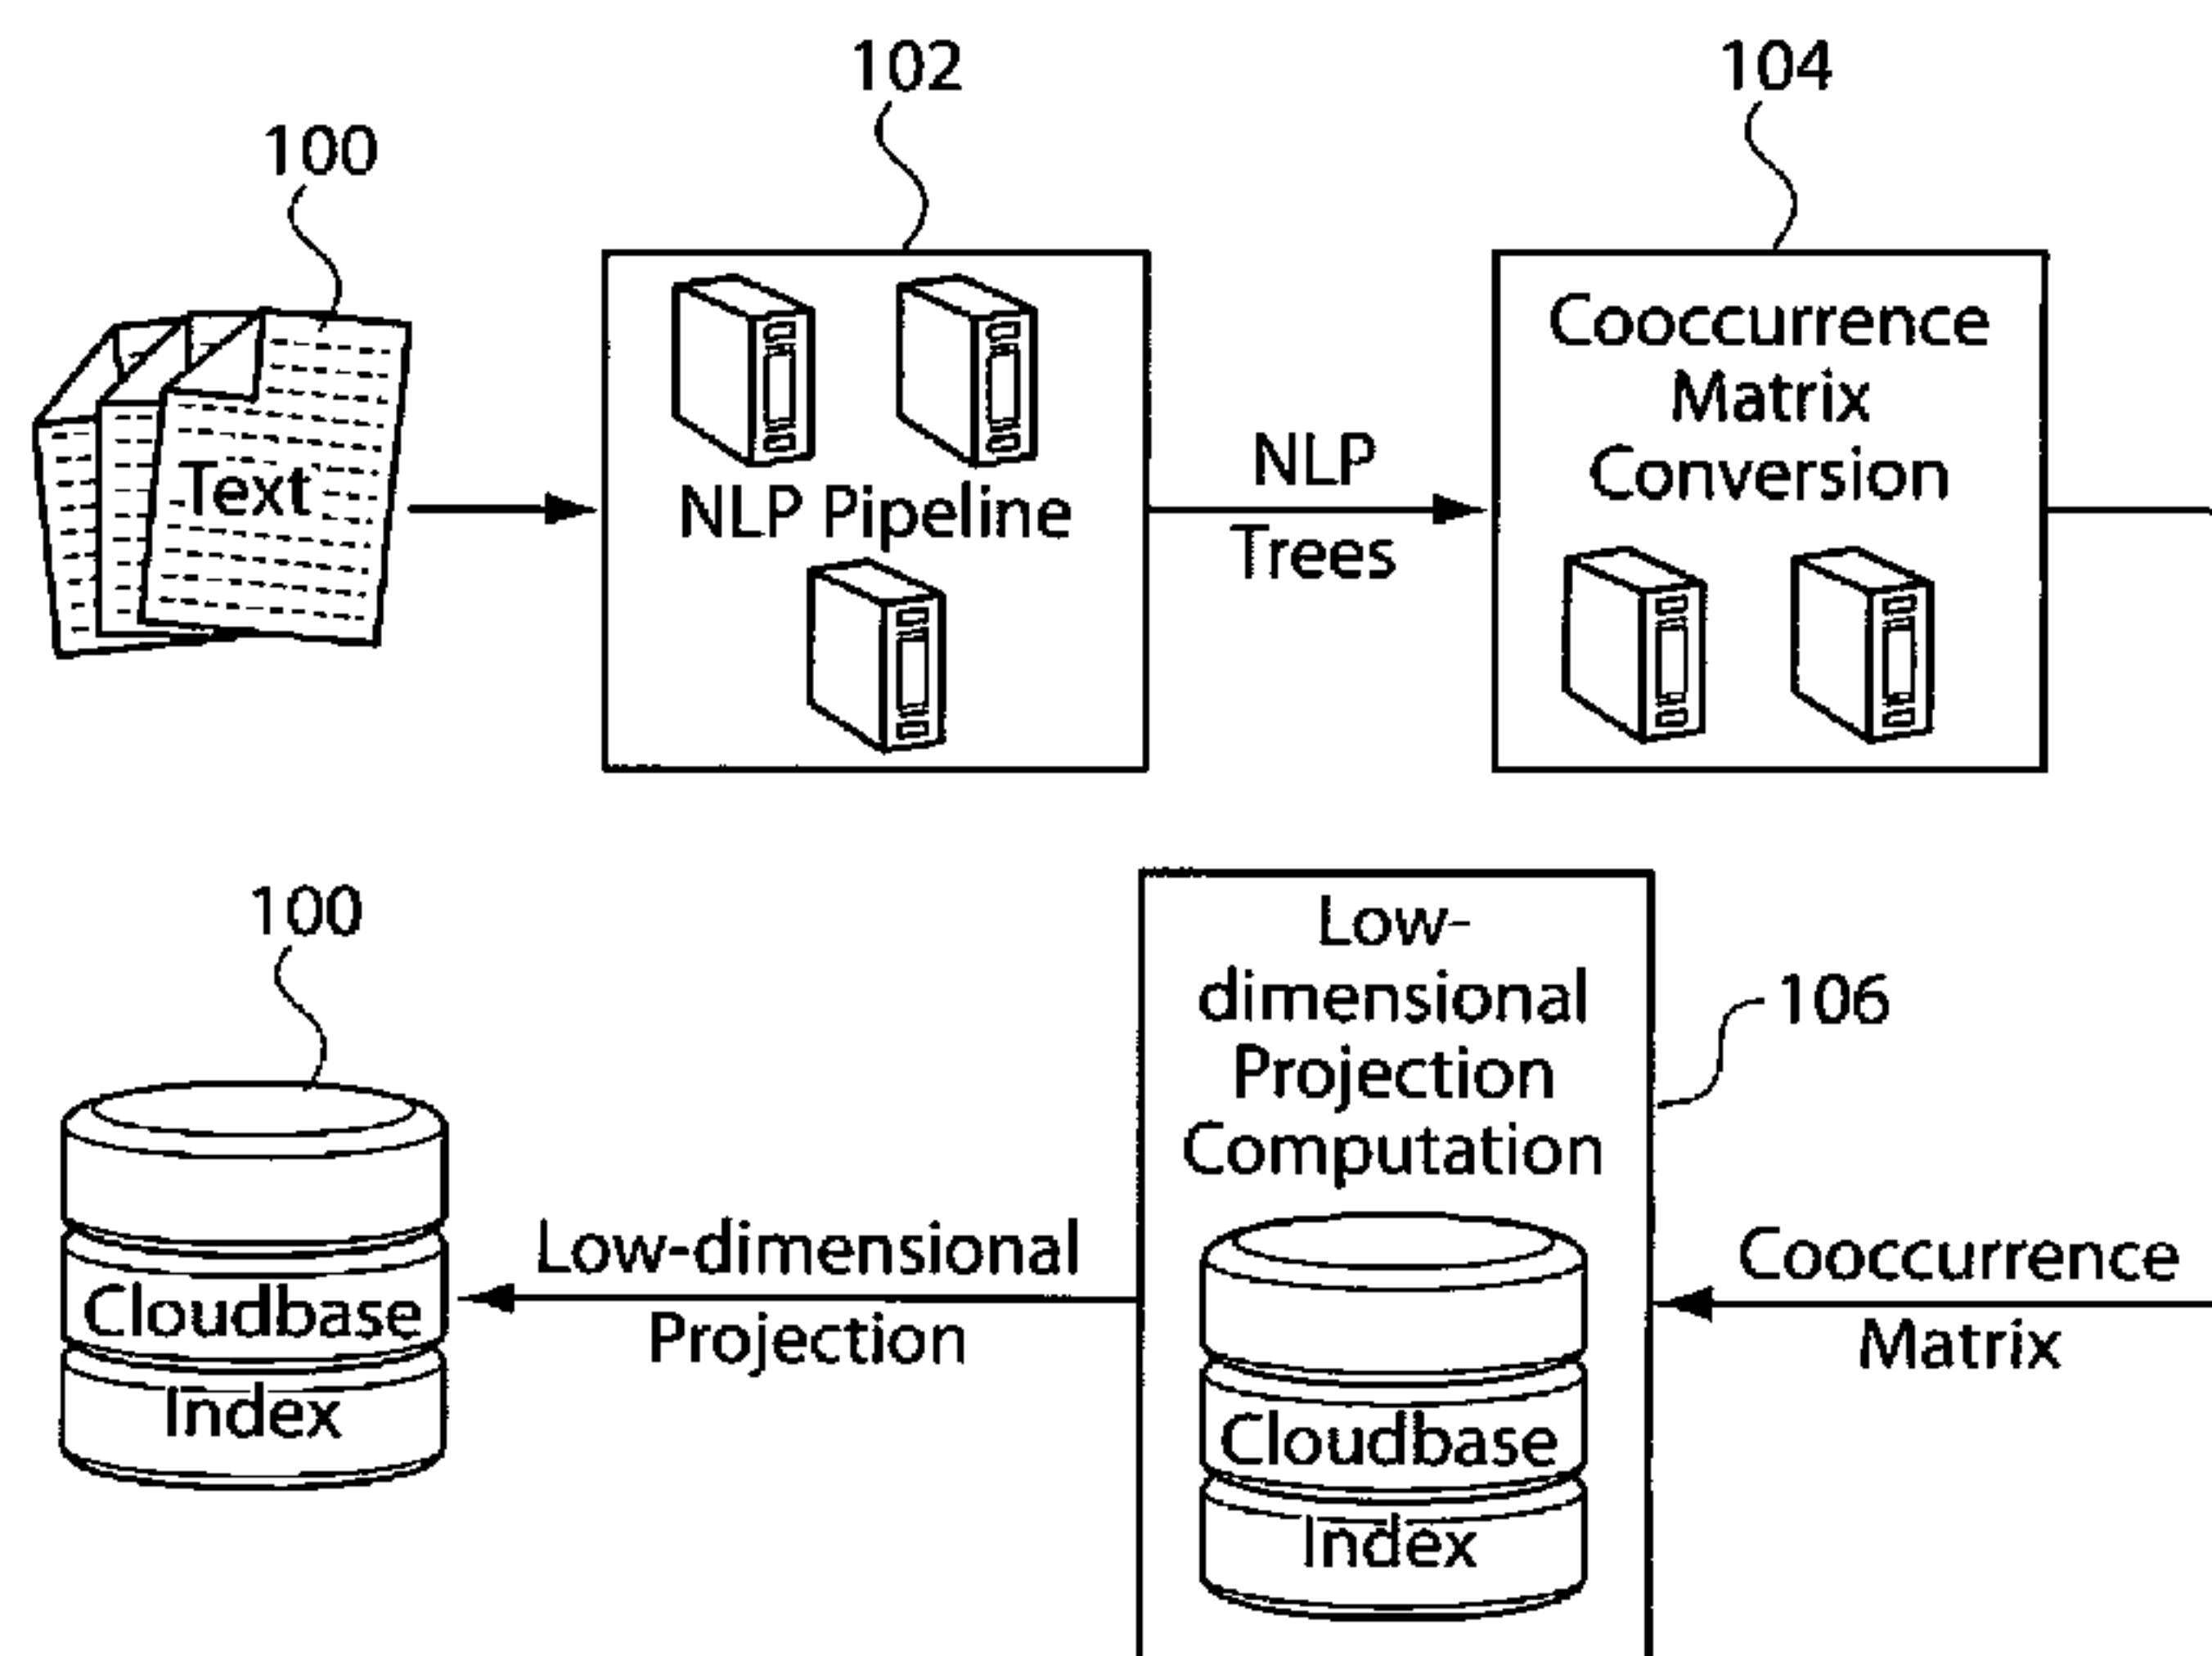 102
104
100
Text
NLP Pipeline
NLP
Trees
Cooccurrence
Matrix
Conversion
100
Cloudbase
Index
Low-dimensional
Projection
Low-
dimensional
Projection
Computation
106
Cloudbase
Index
Cooccurrence
Matrix